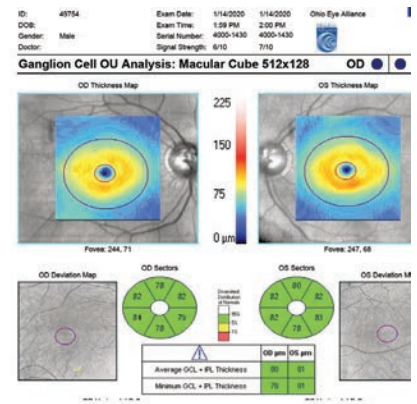 ID: 49754 Exam Date: 1/14/2020 1/14/2020 Ohio Eye Alliance
DOB: Exam Time: 1:59 PM 2:00 PM
Gender: Male Serial Number: 4000-1430 4000-1430
Doctor: Signal Strength: 6/10 7/10
Ganglion Cell OU Analysis: Macular Cube 512x128 OD OS
OD Thickness Map OS Thickness Map
225
150
75
0 µm
Fovea: 244, 71 Fovea: 247, 68
OD Deviation Map OD Sectors OS Sectors OS Deviation
78 80
82 82 82 82
84 79 82 83
78 81
OD µm OS µm
Average GCL + IPL Thickness 80 81
Minimum GCL + IPL Thickness 78 81